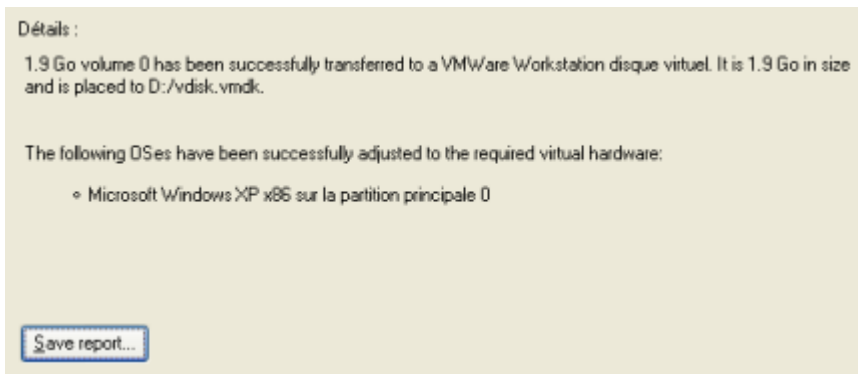 Détails :
1.9 Go volume 0 has been successfully transferred to a VMWare Workstation disque virtuel. It is 1.9 Go in size
and is placed to D:/vdisk.vmdk.
The following OSes have been successfully adjusted to the required virtual hardware:
Microsoft Windows XP x86 sur la partition principale 0
Save report...